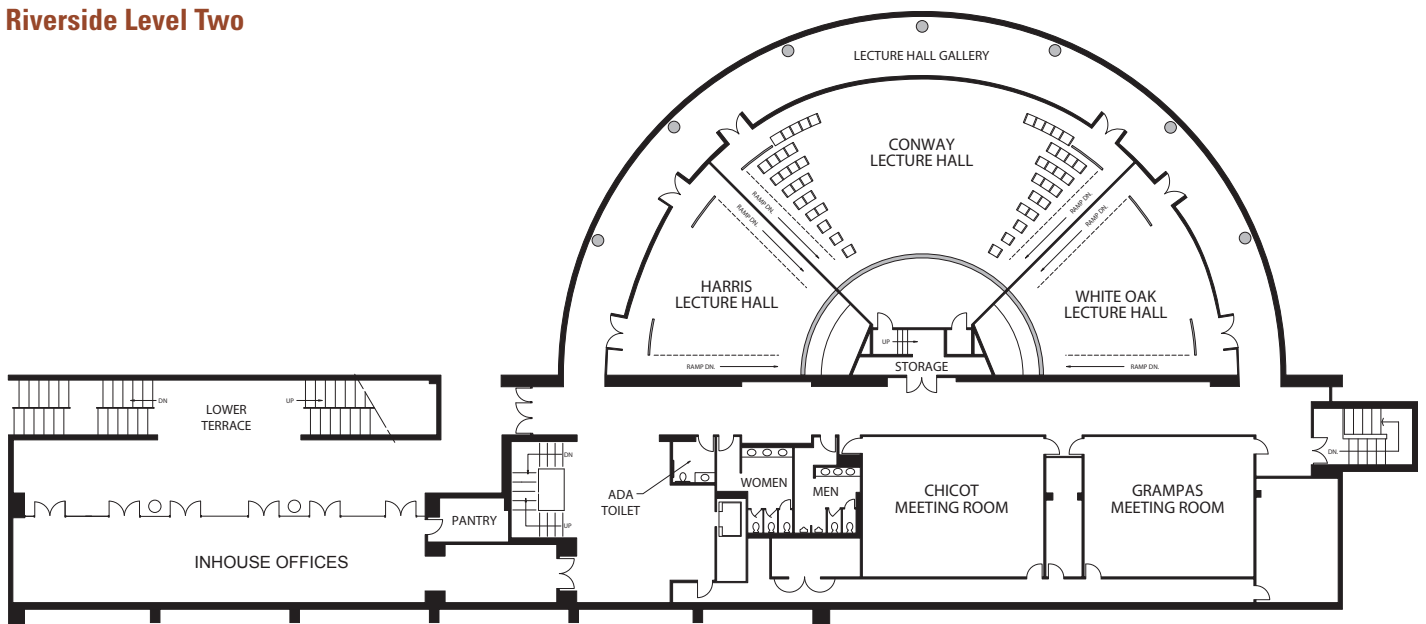 Riverside Level Two
LECTURE HALL GALLERY
CONWAY
LECTURE HALL
RAMP DN.
RAMP DN.
RAMP DN.
RAMP DN.
HARRIS
LECTURE HALL
WHITE OAK
LECTURE HALL
UP
STORAGE
RAMP DN.
RAMP DN.
DN
UP
LOWER
TERRACE
DN.
DN
UP
ADA
TOILET
WOMEN
MEN
CHICOT
MEETING ROOM
GRAMPAS
MEETING ROOM
PANTRY
INHOUSE OFFICES